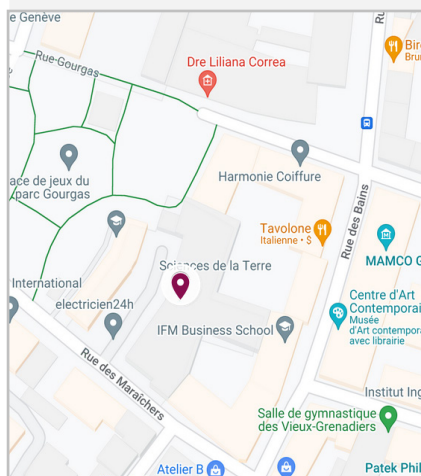 e Genève
Ru
Rue Gourgas
Dre Liliana Correa
Bir
Bru
ace de jeux du
parc Gourgas
Harmonie Coiffure
Rue des Bains
Tavolone
Italienne • $
MAMCO G
Sciences de la Terre
International
electricien24h
IFM Business School
Centre d'Art
Contemporai
Musée
d'Art contempora
avec librairie
Rue des Maraîchers
Institut Ing
Salle de gymnastique
des Vieux-Grenadiers
Atelier B
Patek Phil